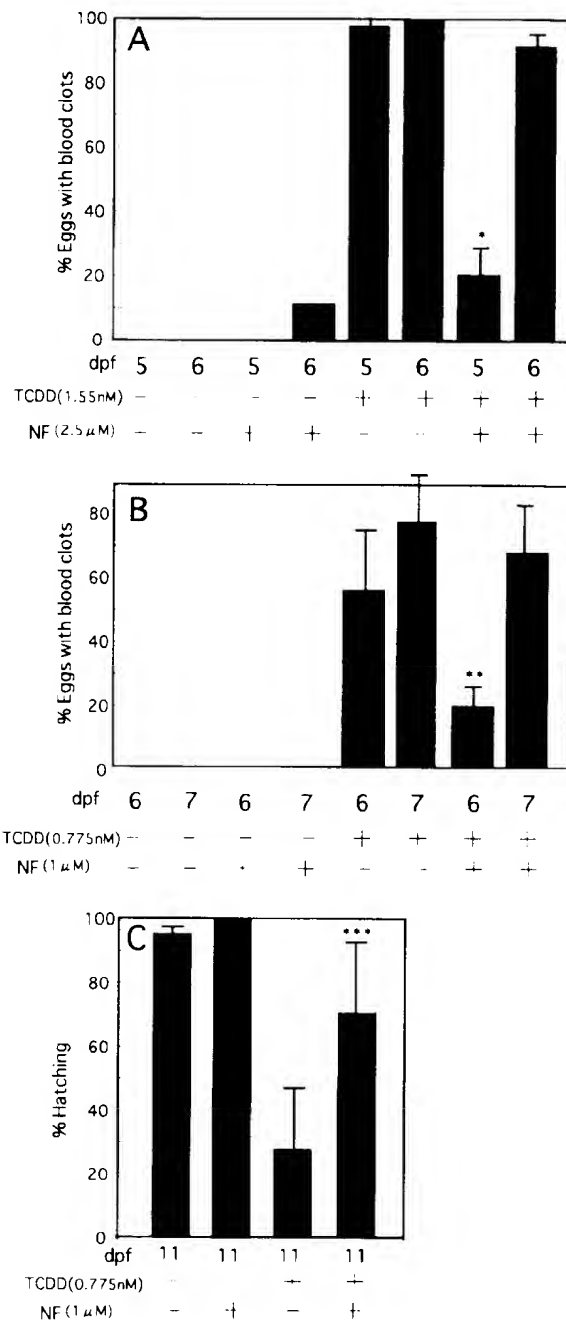 A
% Eggs with blood clots
100
80
60
40
20
0
dpf 5 6 5 6 5 6 5 6
*
TCDD(1.55nM) − − − − + + + +
NF(2.5μM) − − + + − − + +
B
% Eggs with blood clots
80
60
40
20
0
**
dpf 6 7 6 7 6 7 6 7
TCDD(0.775nM) − − − − + + + +
NF(1μM) − − · + − − + +
C
% Hatching
100
80
60
40
20
0
***
dpf 11 11 11 11
TCDD(0.775nM) − + +
NF(1μM) − + − +